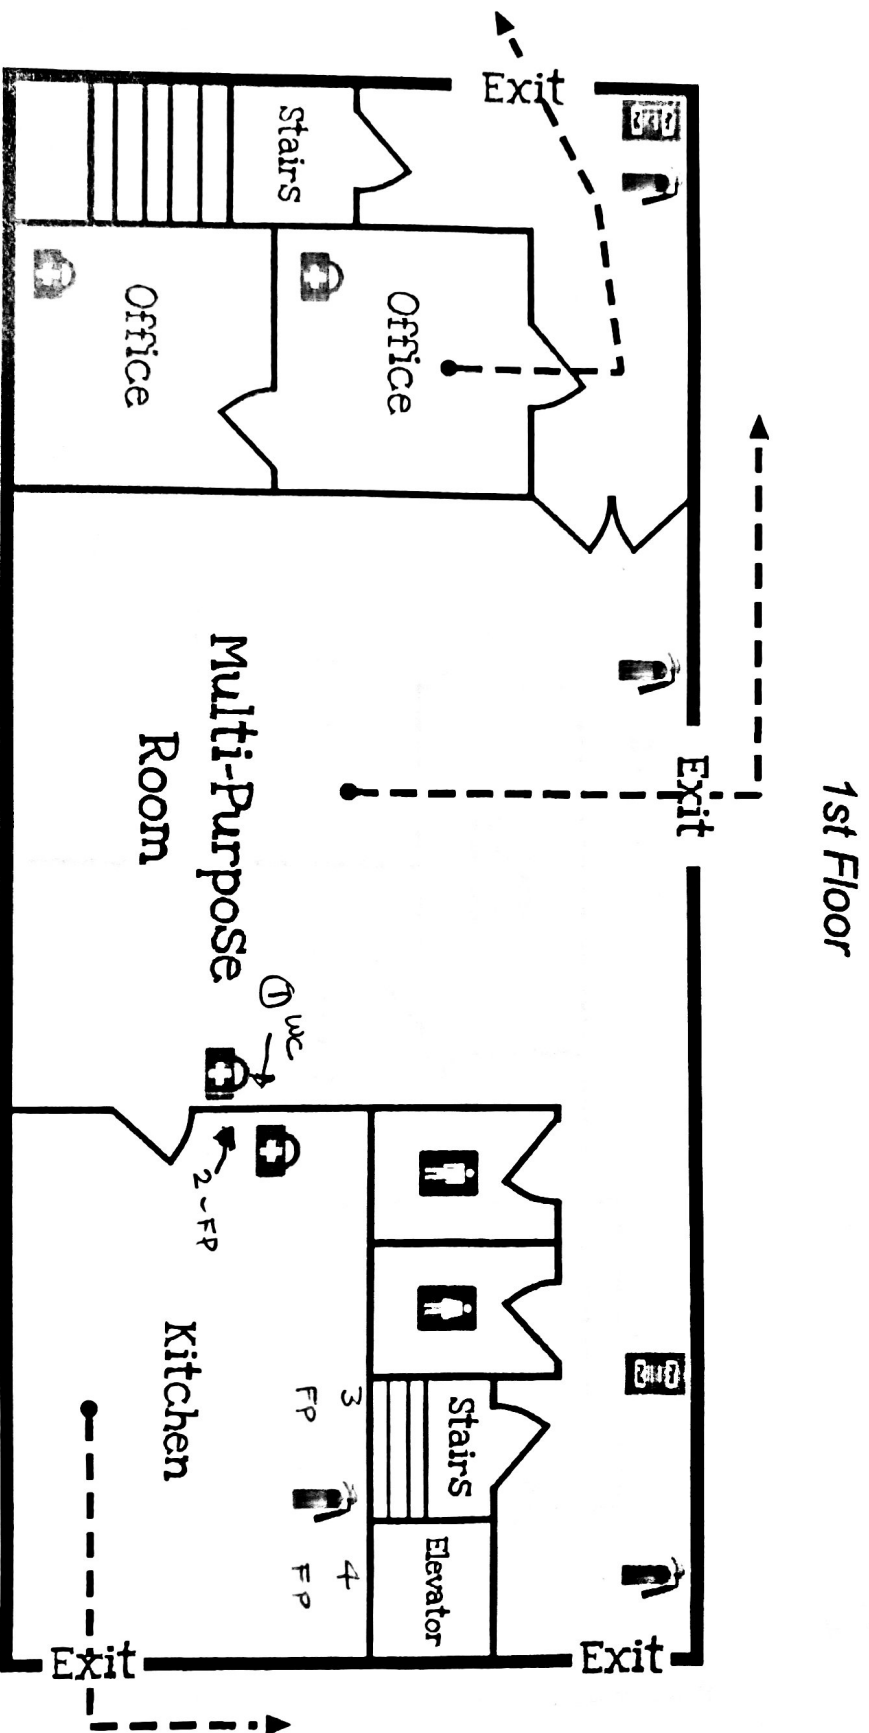 1st Floor
Exit
Stairs
Office
Office
Exit
Multi-Purpose
Room
① WC
2-FP
Kitchen
3
FP
4
FP
Stairs
Elevator
Exit
Exit